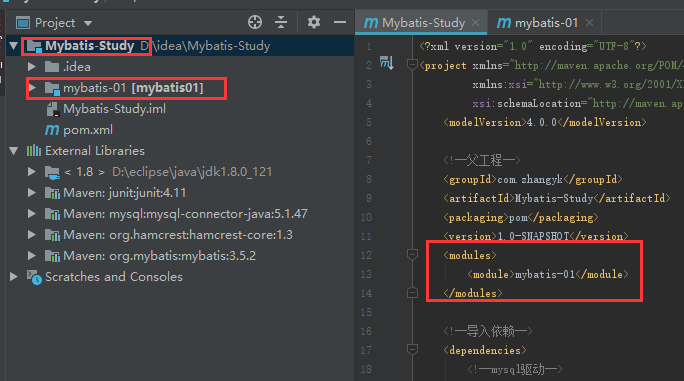 Project
Mybatis-Study D:\idea\Mybatis-Study
.idea
mybatis-01 [mybatis01]
Mybatis-Study.iml
pom.xml
External Libraries
< 1.8 > D:\eclipse\java\jdk1.8.0_121
Maven: junit:junit:4.11
Maven: mysql:mysql-connector-java:5.1.47
Maven: org.hamcrest:hamcrest-core:1.3
Maven: org.mybatis:mybatis:3.5.2
Scratches and Consoles
Mybatis-Study × mybatis-01 ×
1 <?xml version="1.0" encoding="UTF-8"?>
2 <project xmlns="http://maven.apache.org/POM/
3 xmlns:xsi="http://www.w3.org/2001/X
4 xsi:schemaLocation="http://maven.ap
5 <modelVersion>4.0.0</modelVersion>
6
7 <!--父工程-->
8 <groupId>com.zhangyk</groupId>
9 <artifactId>Mybatis-Study</artifactId>
10 <packaging>pom</packaging>
11 <version>1.0-SNAPSHOT</version>
12 <modules>
13 <module>mybatis-01</module>
14 </modules>
15
16 <!--导入依赖-->
17 <dependencies>
18 <!--mysql驱动-->